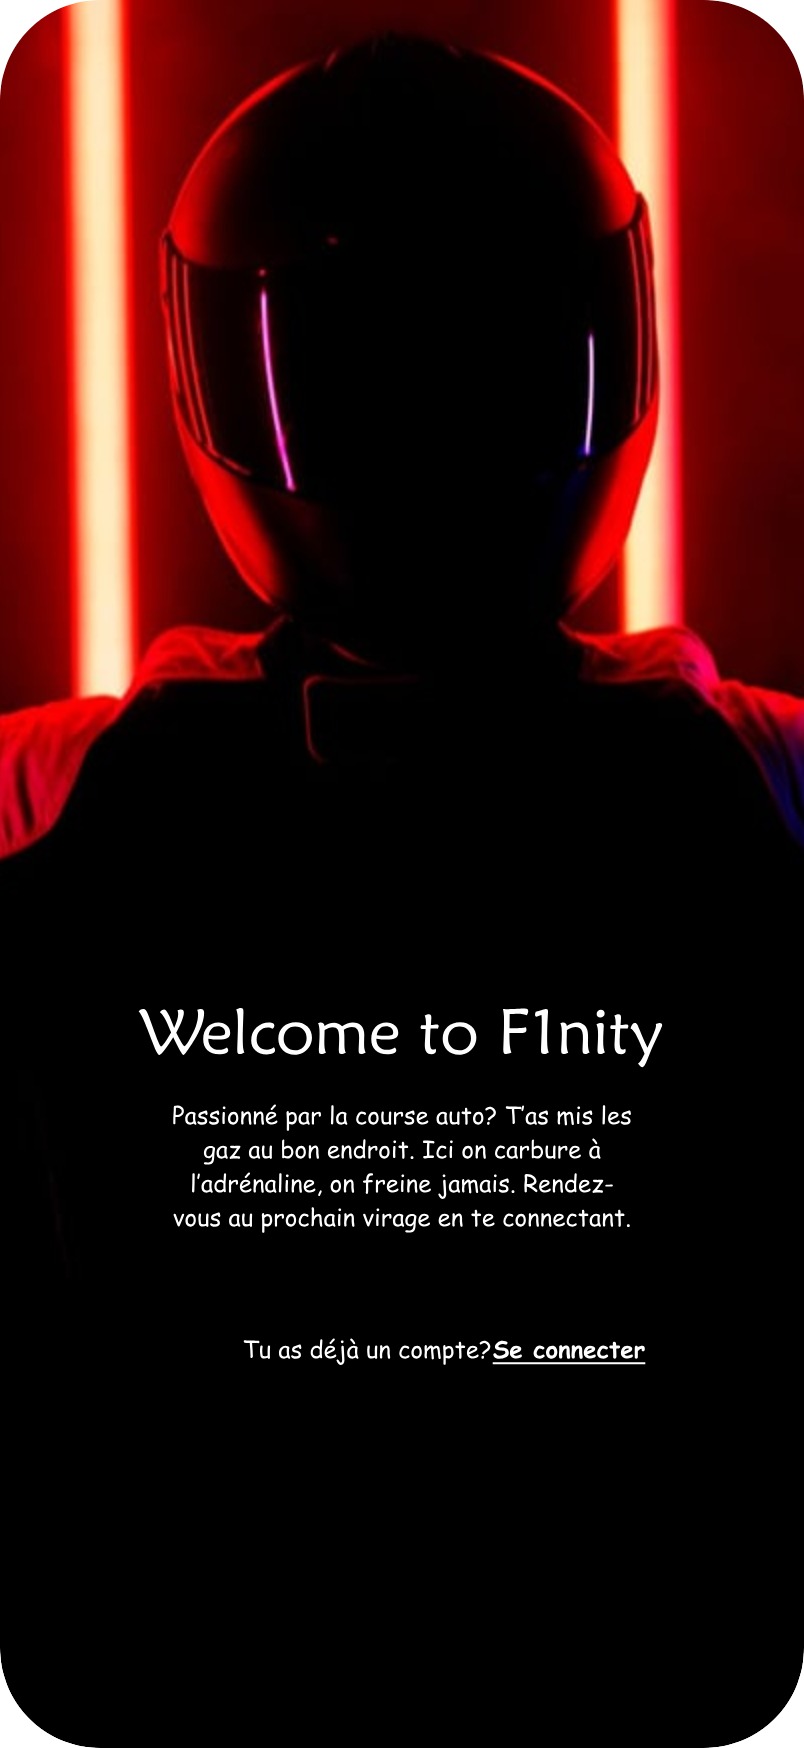 Welcome to F1nity
Passionné par la course auto? T'as mis les
gaz au bon endroit. Ici on carbure à
l'adrénaline, on freine jamais. Rendez-
vous au prochain virage en te connectant.
Tu as déjà un compte?Se connecter